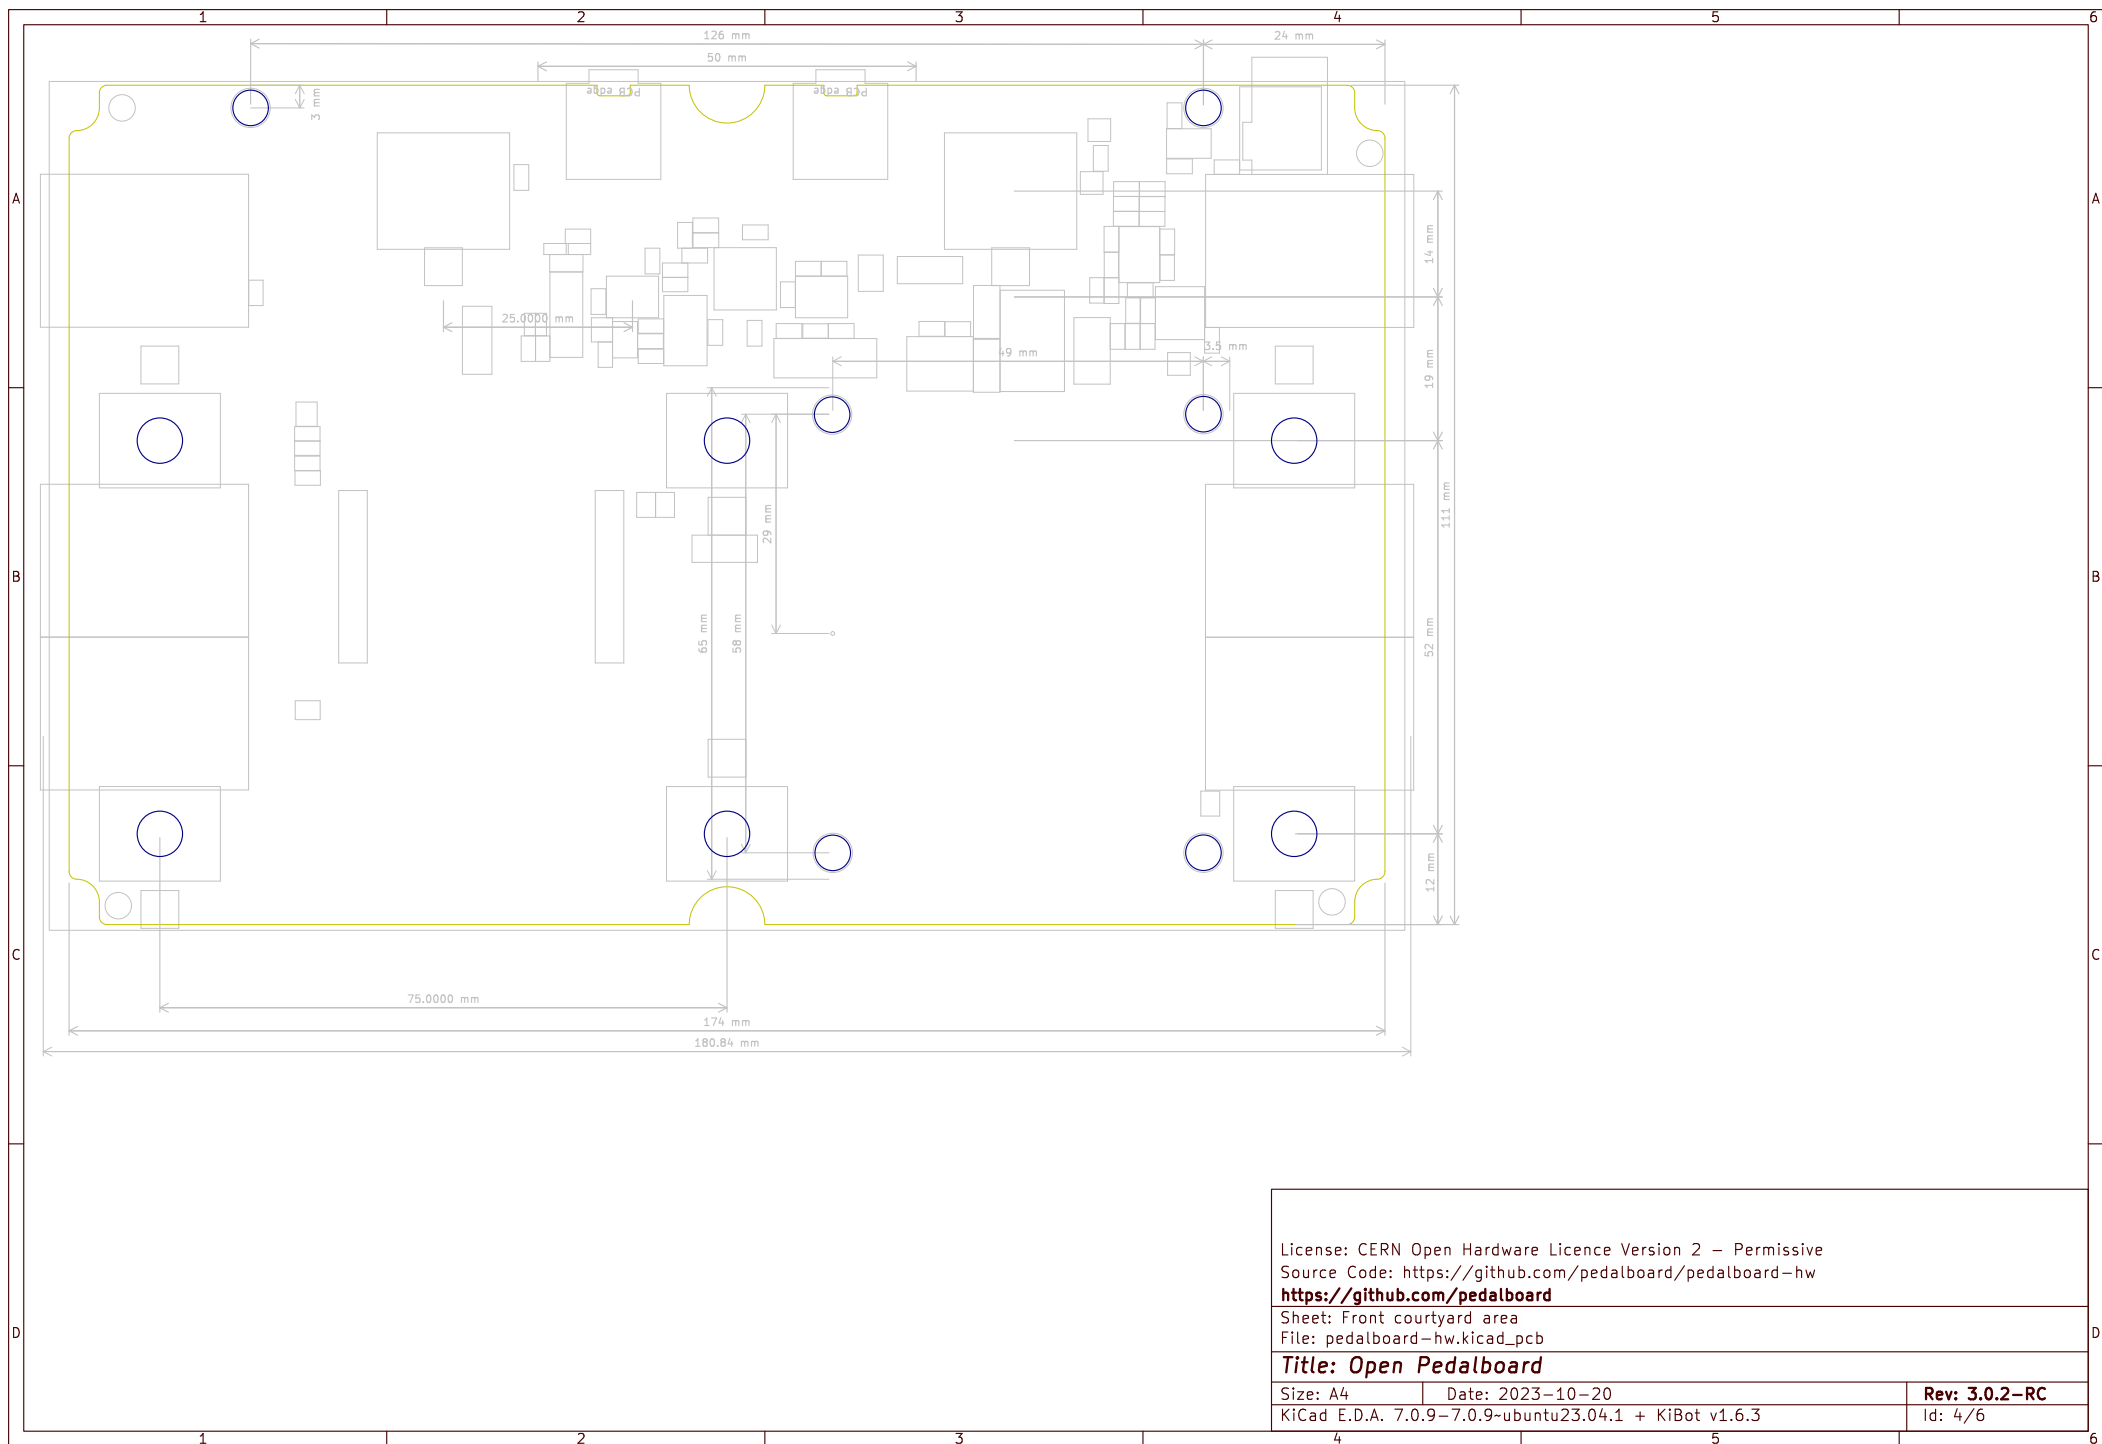 1 2 3 4 5 6
126 mm
24 mm
50 mm
3 mm
PCB edge
PCB edge
A
A
14 mm
25.0000 mm
49 mm
3.5 mm
19 mm
111 mm
29 mm
B
B
65 mm
58 mm
52 mm
12 mm
C
C
75.0000 mm
174 mm
180.84 mm
License: CERN Open Hardware Licence Version 2 - Permissive
Source Code: https://github.com/pedalboard/pedalboard-hw
https://github.com/pedalboard
Sheet: Front courtyard area
D
D
File: pedalboard-hw.kicad_pcb
Title: Open Pedalboard
Size: A4 Date: 2023-10-20 Rev: 3.0.2-RC
KiCad E.D.A. 7.0.9-7.0.9~ubuntu23.04.1 + KiBot v1.6.3 Id: 4/6
1 2 3 4 5 6